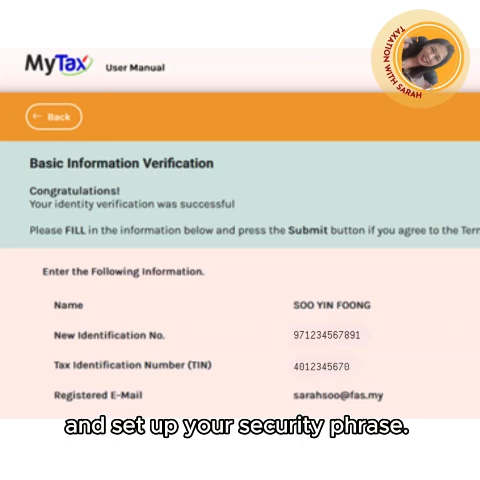 MyTax User Manual
TAXATION WITH SARAH
← Back
Basic Information Verification
Congratulations!
Your identity verification was successful
Please FILL in the information below and press the Submit button if you agree to the Ter
Enter the Following Information.
Name SOO YIN FOONG
New Identification No. 971234567891
Tax Identification Number (TIN) 4012345670
Registered E-Mail sarahsoo@fas.my
and set up your security phrase.